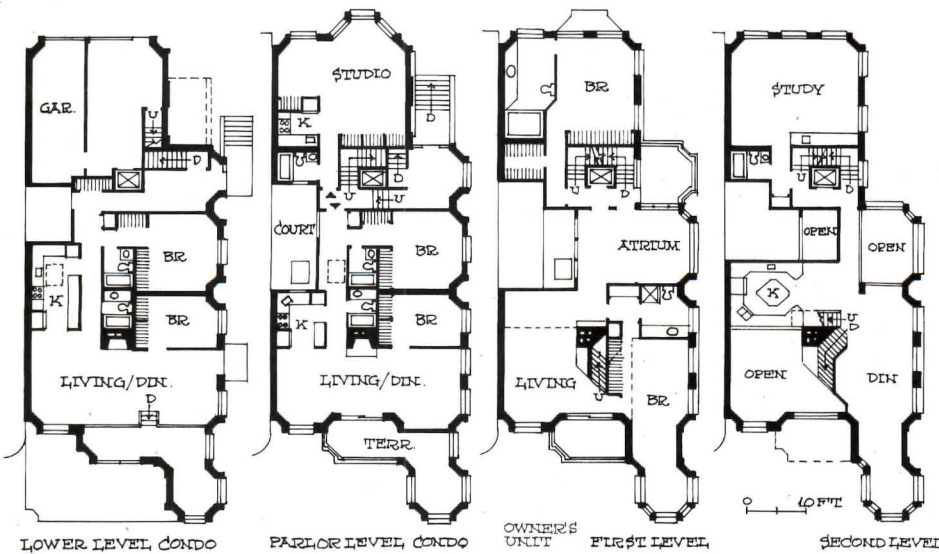 GAR.
U
D
BR
K
BR
LIVING/DIN.
D
LOWER LEVEL CONDO
STUDIO
K
D
U
D
U
COURT
BR
K
BR
LIVING/DIN.
TERR.
PARLOR LEVEL CONDO
BR
U
D
ATRIUM
LIVING
U
BR
OWNER'S
UNIT FIRST LEVEL
STUDY
U
D
OPEN
OPEN
K
U
D
OPEN
DIN
0 10 FT
SECOND LEVEL